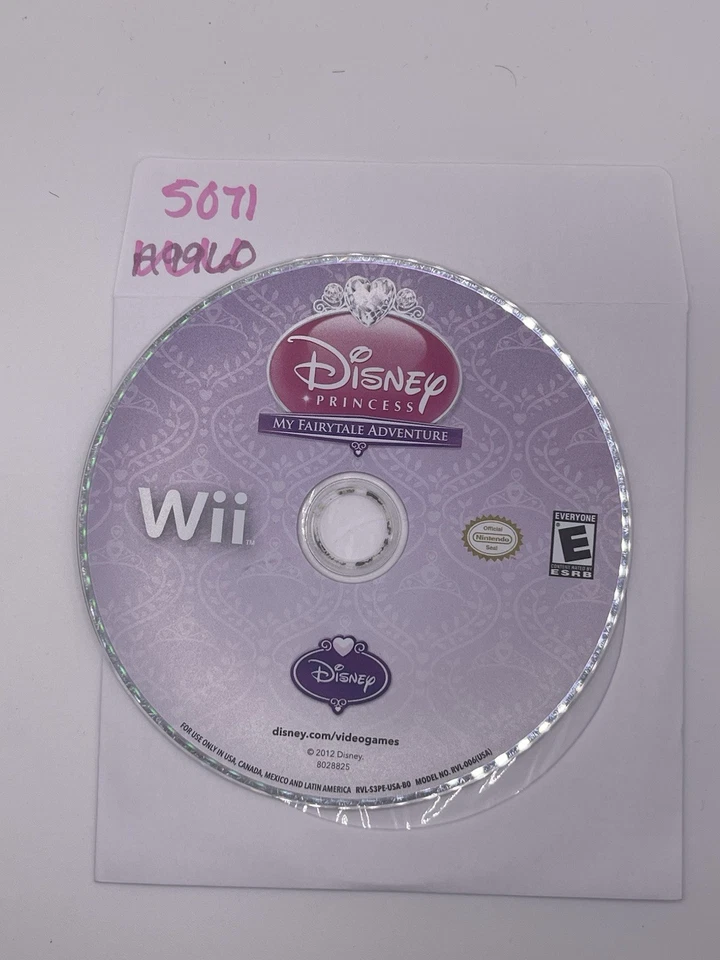 5071
A9960
Disney
PRINCESS
MY FAIRYTALE ADVENTURE
Wii™
Official
Nintendo
Seal
EVERYONE
E
CONTENT RATED BY
ESRB
Disney
disney.com/videogames
© 2012 Disney.
8028825
FOR USE ONLY IN USA, CANADA, MEXICO AND LATIN AMERICA RVL-S3PE-USA-B0 MODEL NO. RVL-006(USA)